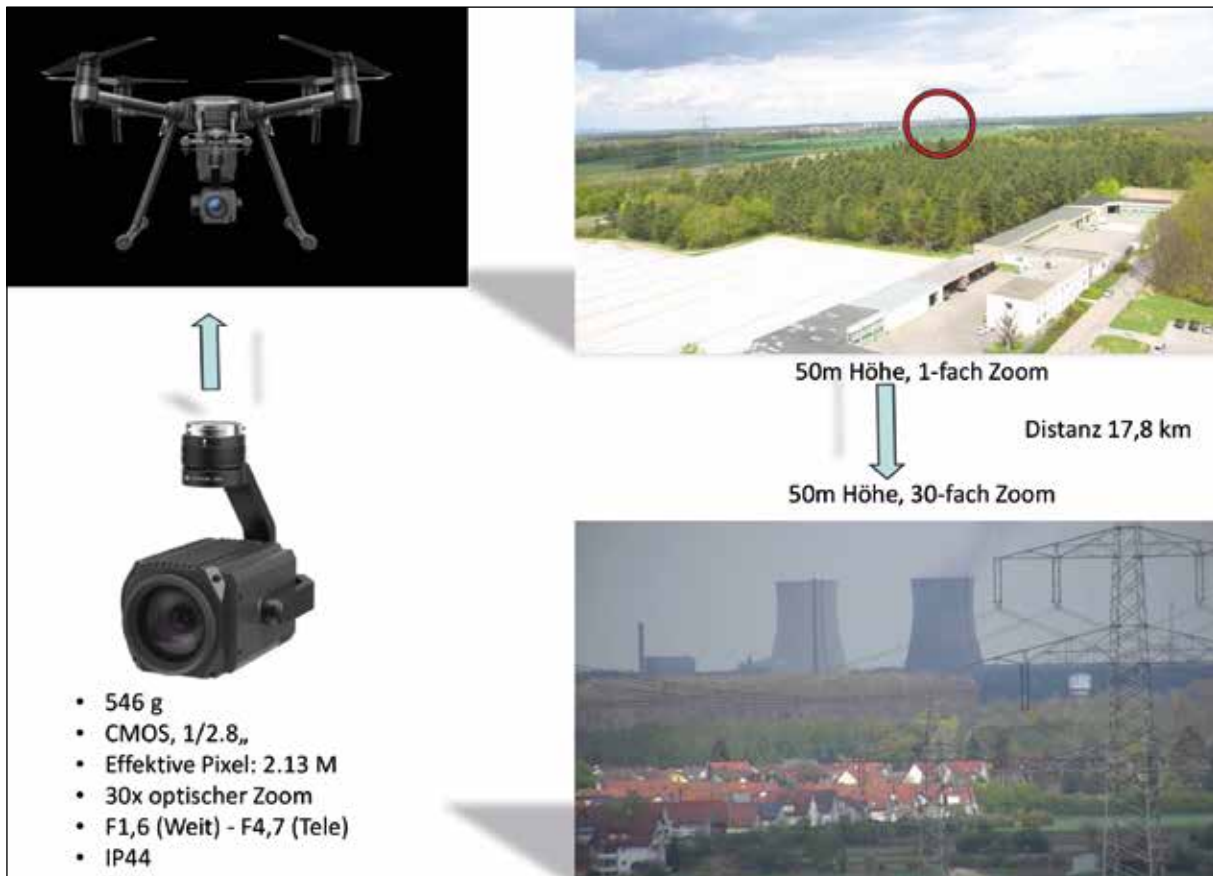 50m Höhe, 1-fach Zoom
Distanz 17,8 km
50m Höhe, 30-fach Zoom
• 546 g
• CMOS, 1/2.8„
• Effektive Pixel: 2.13 M
• 30x optischer Zoom
• F1,6 (Weit) - F4,7 (Tele)
• IP44